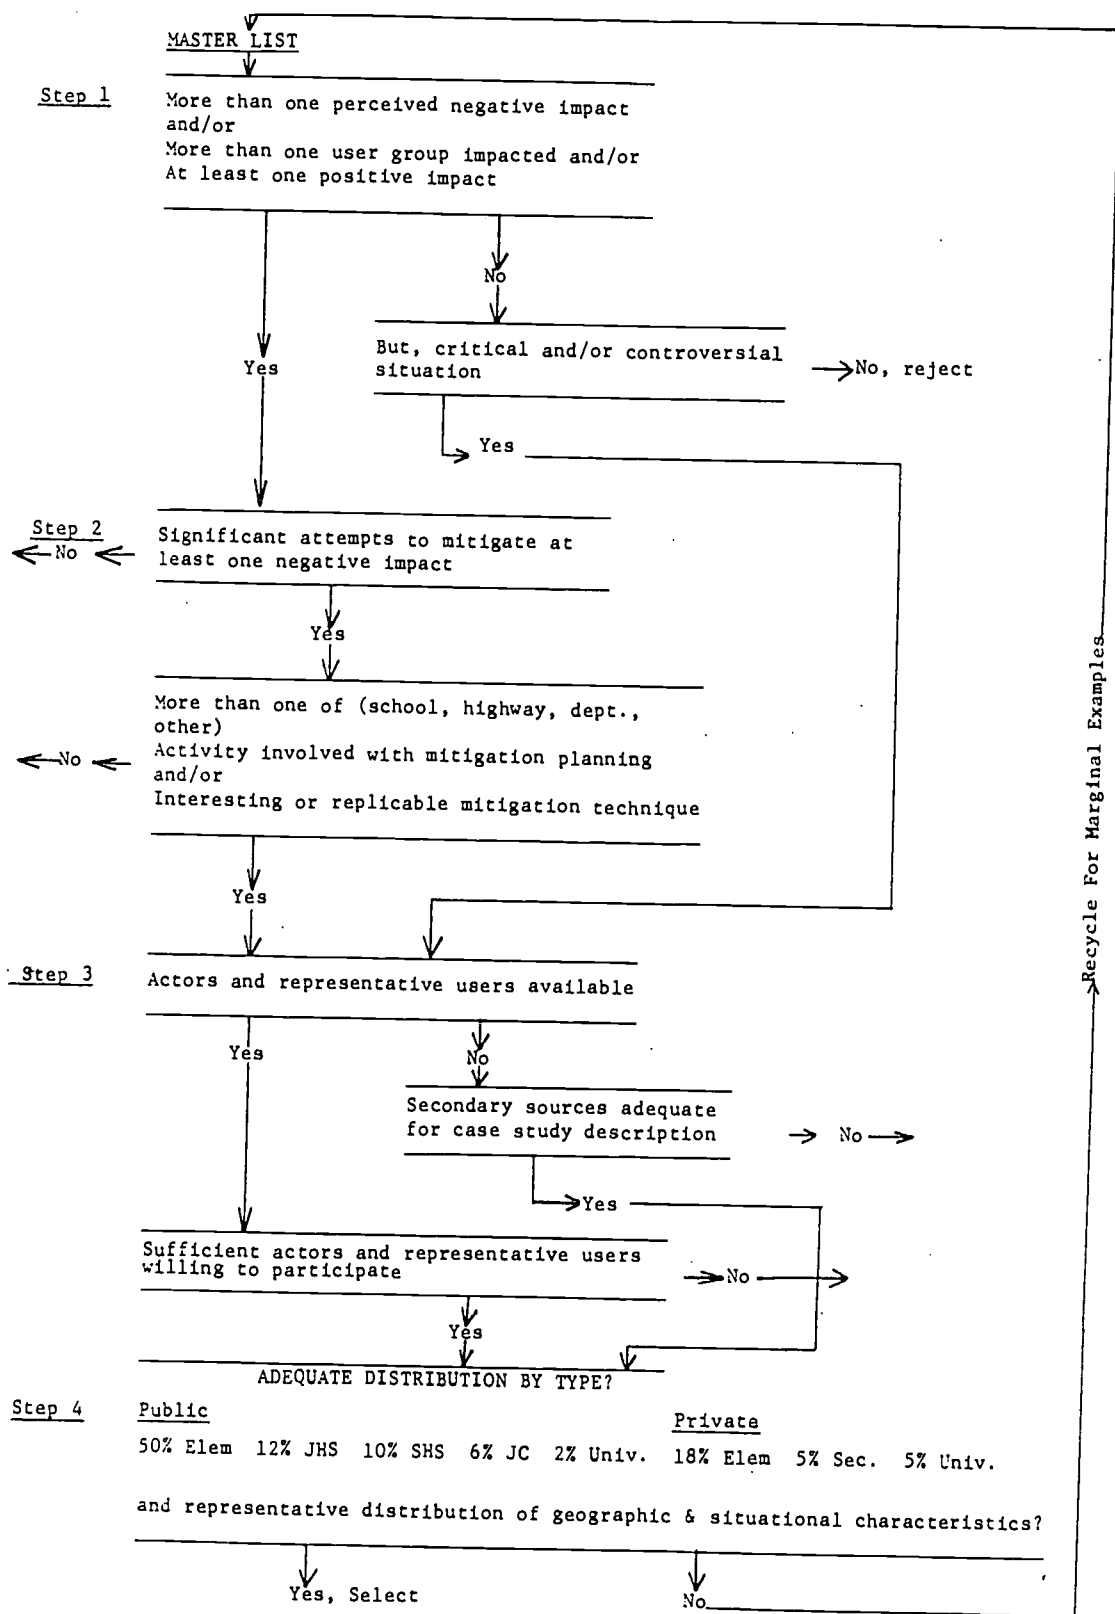 MASTER LIST
Step 1
More than one perceived negative impact
and/or
More than one user group impacted and/or
At least one positive impact
No
But, critical and/or controversial
situation
No, reject
Yes
Yes
Step 2
No
Significant attempts to mitigate at
least one negative impact
Yes
More than one of (school, highway, dept.,
other)
Activity involved with mitigation planning
and/or
Interesting or replicable mitigation technique
No
Yes
Recycle For Marginal Examples
Step 3
Actors and representative users available
Yes
No
Secondary sources adequate
for case study description
No
Yes
Sufficient actors and representative users
willing to participate
No
Yes
ADEQUATE DISTRIBUTION BY TYPE?
Step 4
Public
Private
50% Elem 12% JHS 10% SHS 6% JC 2% Univ. 18% Elem 5% Sec. 5% Univ.
and representative distribution of geographic & situational characteristics?
Yes, Select
No